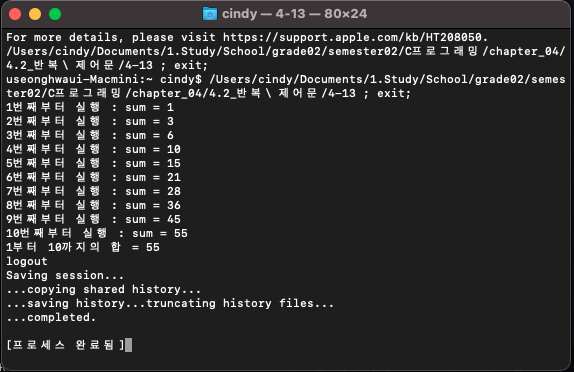 cindy — 4-13 — 80×24
For more details, please visit https://support.apple.com/kb/HT208050.
/Users/cindy/Documents/1.Study/School/grade02/semester02/C프로그래밍/chapter_04/
4.2_반복\ 제어문/4-13 ; exit;
useonghwaui-Macmini:~ cindy$ /Users/cindy/Documents/1.Study/School/grade02/semes
ter02/C프로그래밍/chapter_04/4.2_반복\ 제어문/4-13 ; exit;
1번째부터 실행 : sum = 1
2번째부터 실행 : sum = 3
3번째부터 실행 : sum = 6
4번째부터 실행 : sum = 10
5번째부터 실행 : sum = 15
6번째부터 실행 : sum = 21
7번째부터 실행 : sum = 28
8번째부터 실행 : sum = 36
9번째부터 실행 : sum = 45
10번째부터 실행 : sum = 55
1부터 10까지의 합 = 55
logout
Saving session...
...copying shared history...
...saving history...truncating history files...
...completed.
[프로세스 완료됨]